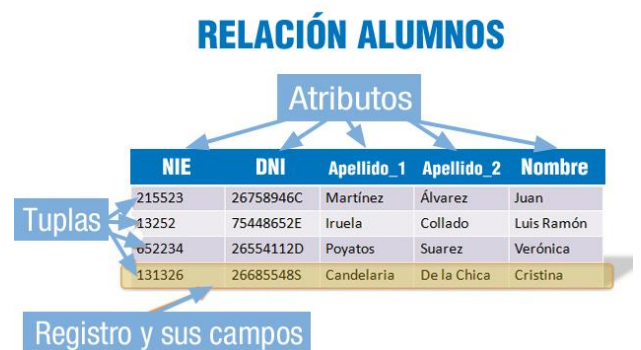 RELACIÓN ALUMNOS
Atributos
NIE DNI Apellido_1 Apellido_2 Nombre
215523 26758946C Martínez Álvarez Juan
13252 75448652E Iruela Collado Luis Ramón
652234 26554112D Poyatos Suarez Verónica
131326 26685548S Candelaria De la Chica Cristina
Tuplas
Registro y sus campos